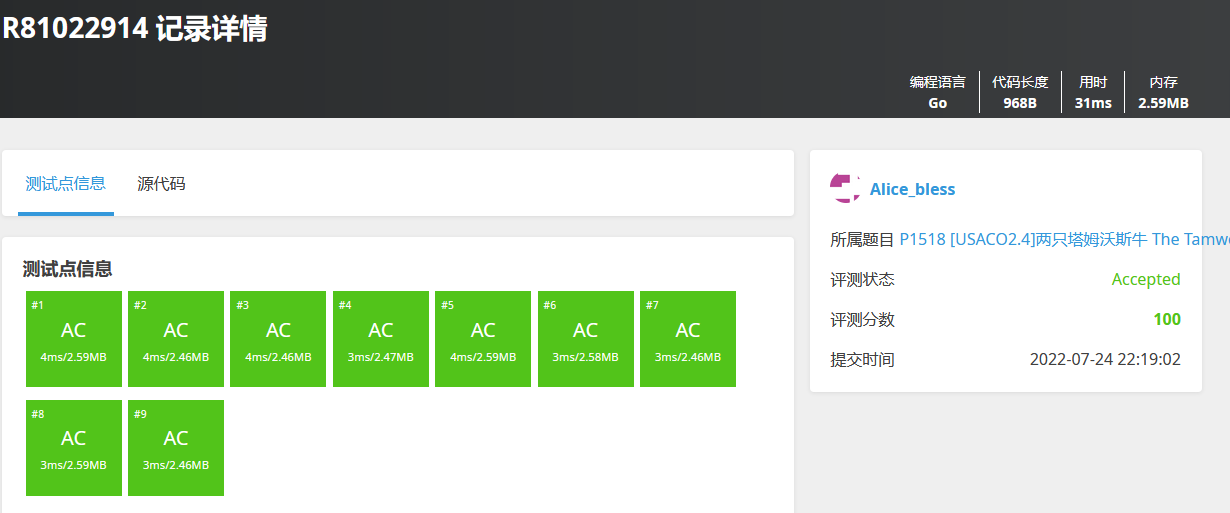 R81022914 记录详情
编程语言 代码长度 用时 内存
Go 968B 31ms 2.59MB
测试点信息 源代码
测试点信息
#1 #2 #3 #4 #5 #6 #7
AC AC AC AC AC AC AC
4ms/2.59MB 4ms/2.46MB 4ms/2.46MB 3ms/2.47MB 4ms/2.59MB 3ms/2.58MB 3ms/2.46MB
#8 #9
AC AC
3ms/2.59MB 3ms/2.46MB
Alice_bless
所属题目 P1518 [USACO2.4]两只塔姆沃斯牛 The
评测状态 Accepted
评测分数 100
提交时间 2022-07-24 22:19:02